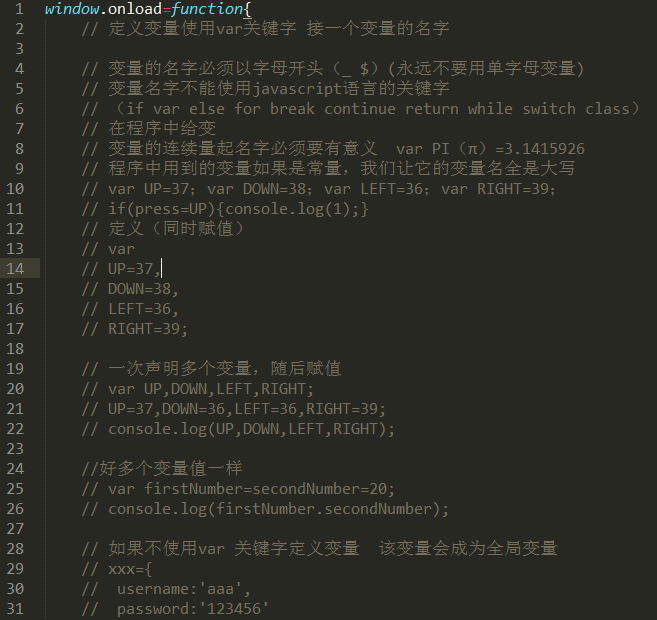 1 window.onload=function{
2 // 定义变量使用var关键字 接一个变量的名字
3
4 // 变量的名字必须以字母开头（_ $）(永远不要用单字母变量)
5 // 变量名字不能使用javascript语言的关键字
6 // （if var else for break continue return while switch class）
7 // 在程序中给变
8 // 变量的连续量起名字必须要有意义 var PI（π）=3.1415926
9 // 程序中用到的变量如果是常量，我们让它的变量名全是大写
10 // var UP=37；var DOWN=38；var LEFT=36；var RIGHT=39；
11 // if(press=UP){console.log(1);}
12 // 定义（同时赋值）
13 // var
14 // UP=37,
15 // DOWN=38,
16 // LEFT=36,
17 // RIGHT=39;
18
19 // 一次声明多个变量，随后赋值
20 // var UP,DOWN,LEFT,RIGHT;
21 // UP=37,DOWN=36,LEFT=36,RIGHT=39;
22 // console.log(UP,DOWN,LEFT,RIGHT);
23
24 //好多个变量值一样
25 // var firstNumber=secondNumber=20;
26 // console.log(firstNumber.secondNumber);
27
28 // 如果不使用var 关键字定义变量 该变量会成为全局变量
29 // xxx={
30 // username:'aaa',
31 // password:'123456'